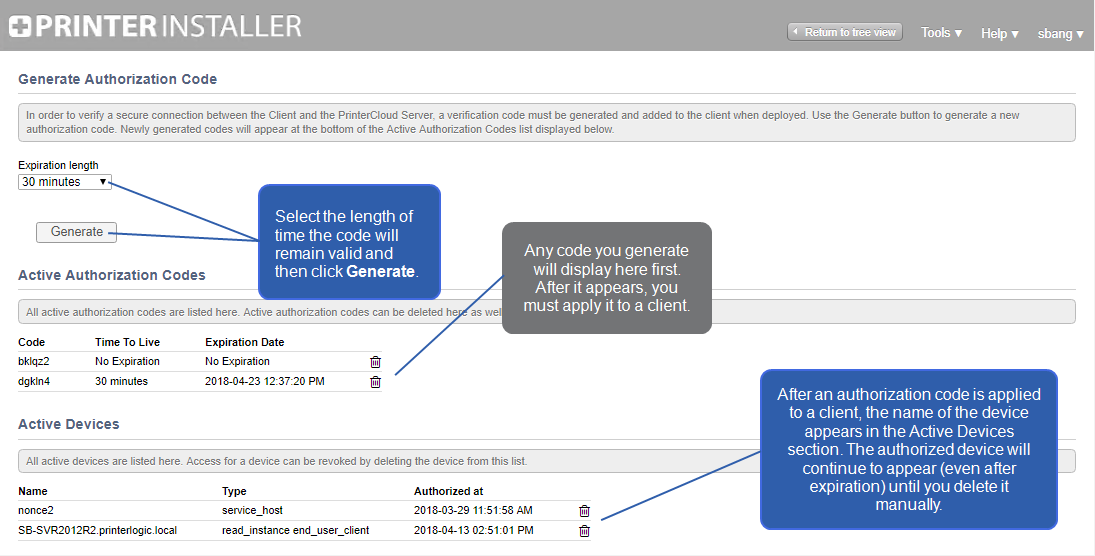 PRINTER INSTALLER
Return to tree view Tools ▾ Help ▾ sbang ▾
Generate Authorization Code
In order to verify a secure connection between the Client and the PrinterCloud Server, a verification code must be generated and added to the client when deployed. Use the Generate button to generate a new
authorization code. Newly generated codes will appear at the bottom of the Active Authorization Codes list displayed below.
Expiration length
30 minutes
Generate
Select the length of
time the code will
remain valid and
then click Generate.
Any code you generate
will display here first.
After it appears, you
must apply it to a client.
Active Authorization Codes
All active authorization codes are listed here. Active authorization codes can be deleted here as well
Code Time To Live Expiration Date
bklqz2 No Expiration No Expiration
dgkln4 30 minutes 2018-04-23 12:37:20 PM
After an authorization code is applied
to a client, the name of the device
appears in the Active Devices
section. The authorized device will
continue to appear (even after
expiration) until you delete it
manually.
Active Devices
All active devices are listed here. Access for a device can be revoked by deleting the device from this list.
Name Type Authorized at
nonce2 service_host 2018-03-29 11:51:58 AM
SB-SVR2012R2.printerlogic.local read_instance end_user_client 2018-04-13 02:51:01 PM